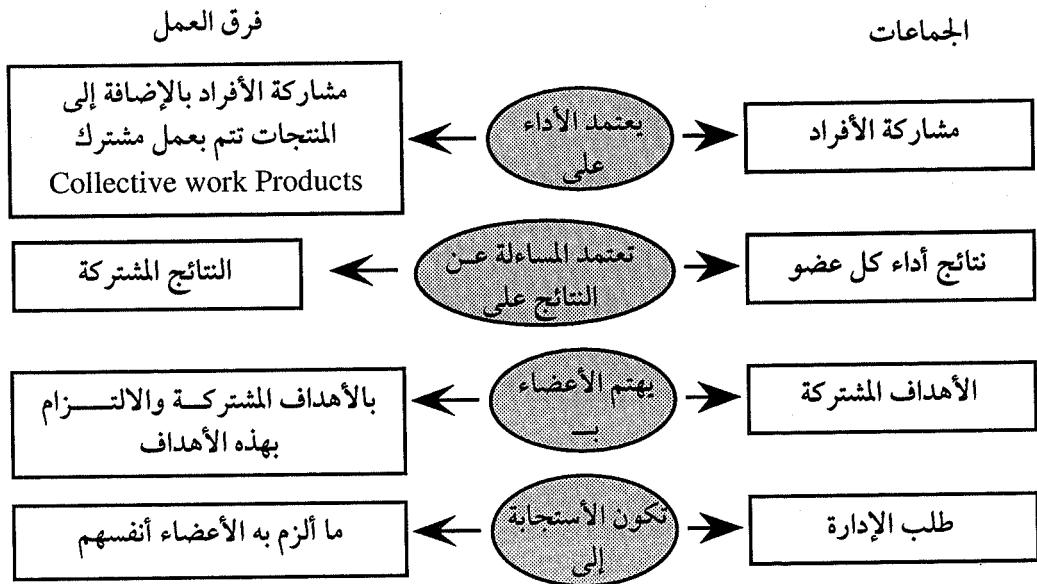 الجماعات
فرق العمل
مشاركة الأفراد
يعتمد الأداء
على
مشاركة الأفراد بالإضافة إلى
المنتجات تتم بعمل مشترك
Collective work Products
نتائج أداء كل عضو
تعتمد المساءلة عن
النتائج على
النتائج المشتركة
الأهداف المشتركة
يهتم الأعضاء
بـ
بالأهداف المشتركة والالتزام
بهذه الأهداف
طلب الإدارة
تكون الأستجابة
إلى
ما ألزم به الأعضاء أنفسهم